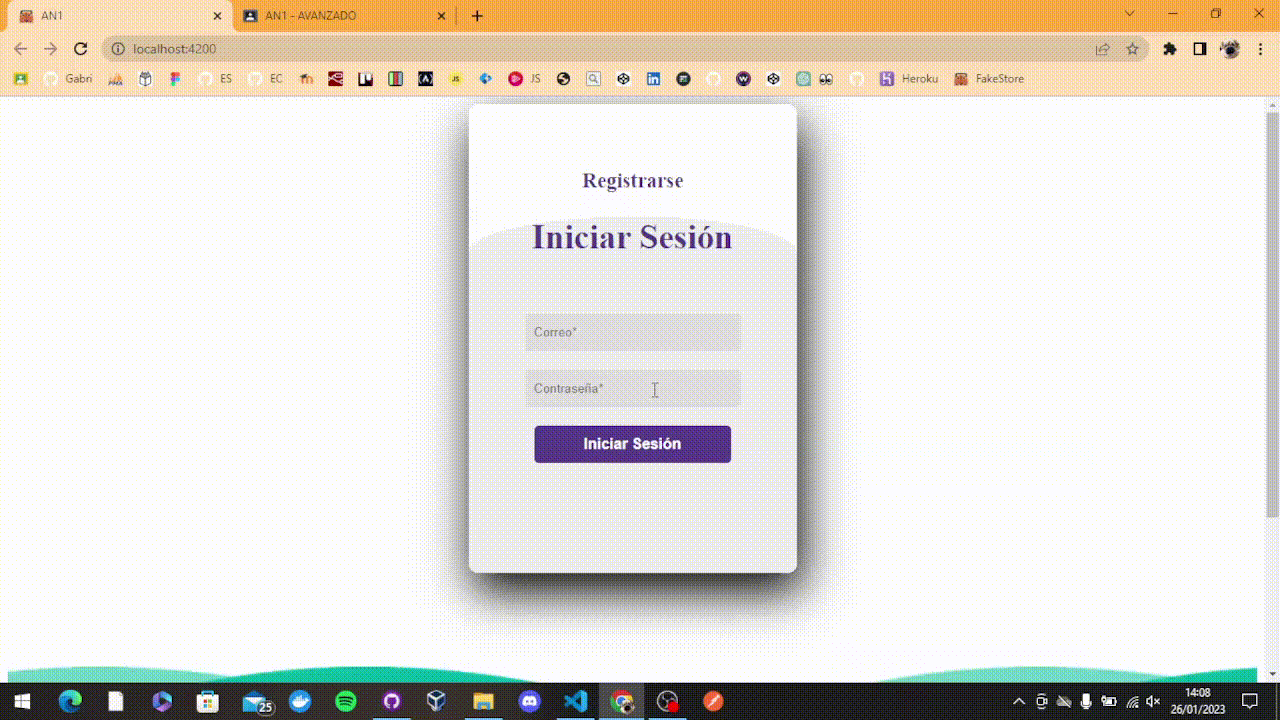 AN1
AN1 - AVANZADO
localhost:4200
Gabri
ES
EC
JS
JS
Heroku
FakeStore
Registrarse
Iniciar Sesión
Correo*
Contraseña*
Iniciar Sesión
25
14:08
26/01/2023